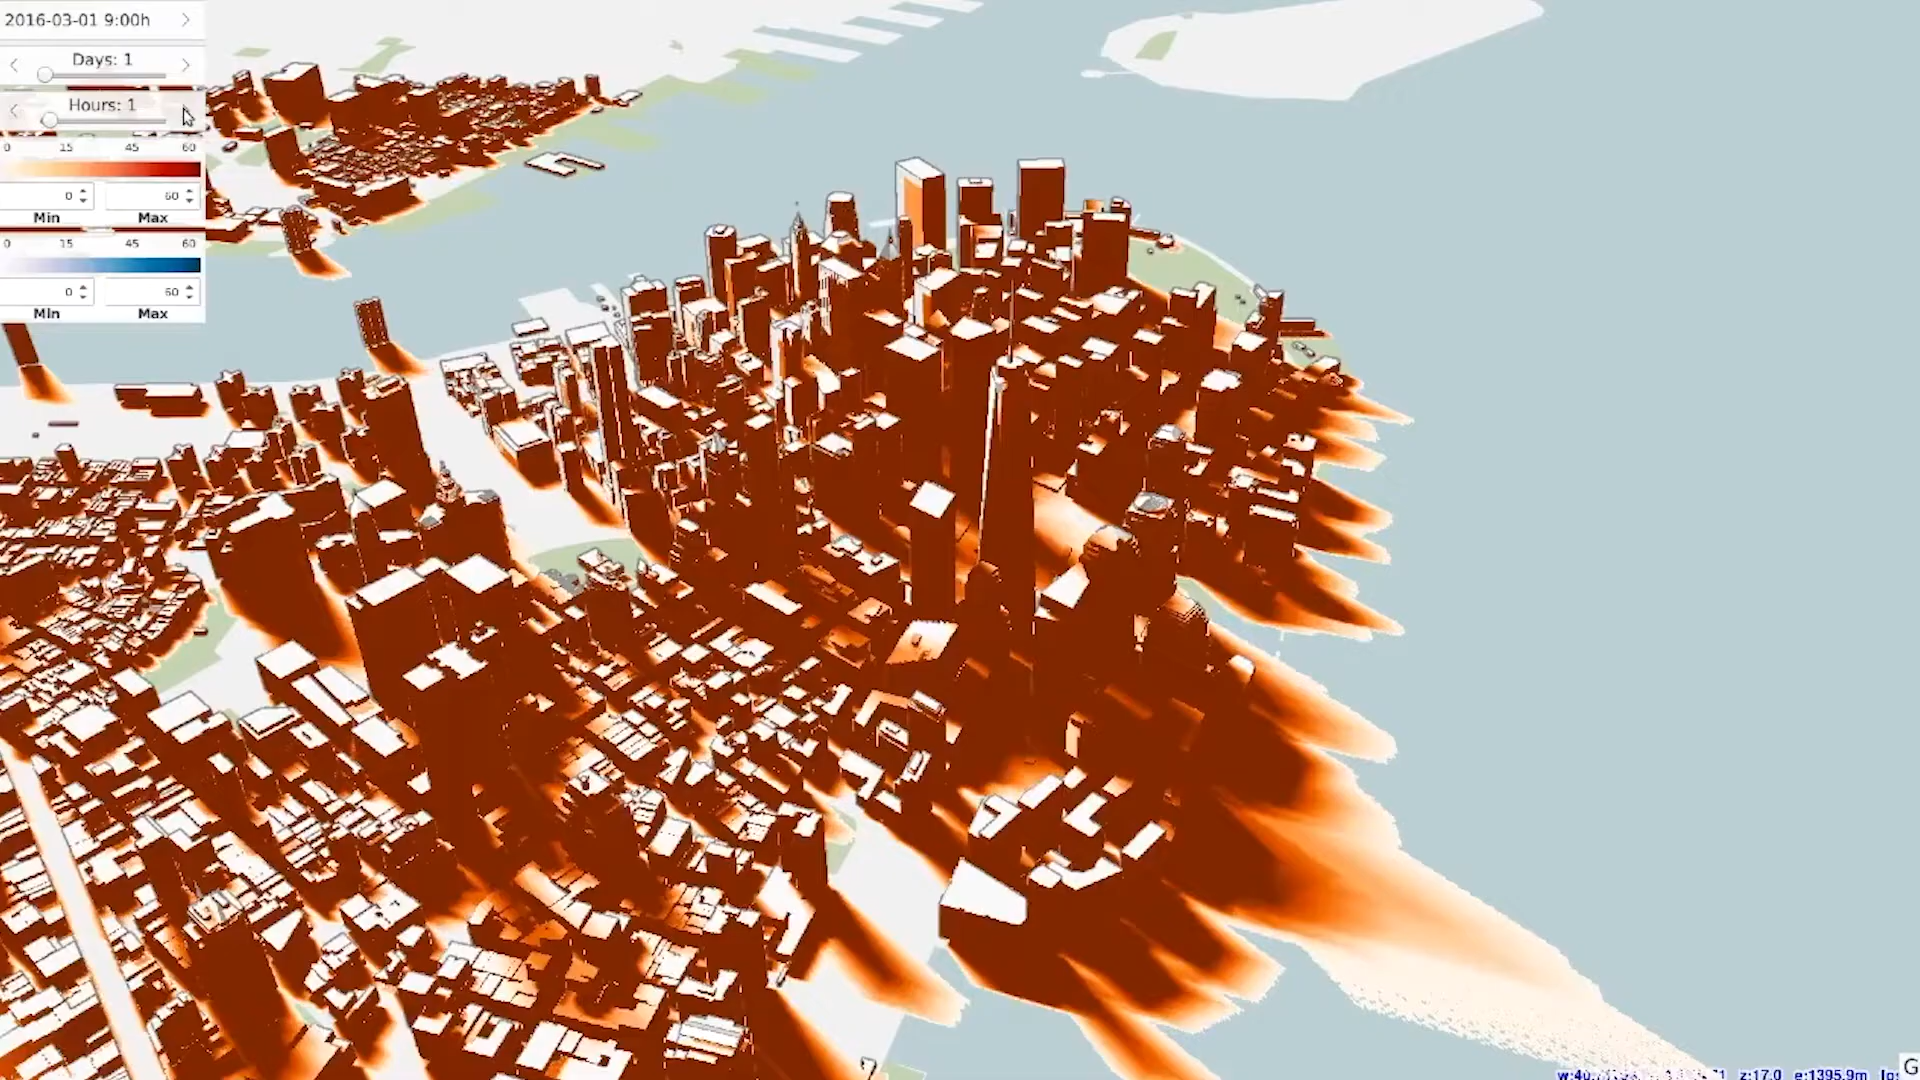 2016-03-01 9:00h
Days: 1
Hours: 1
0 15 45 60
0 60
Min Max
0 15 45 60
0 60
Min Max
z:17.0 e:1395.9m
G